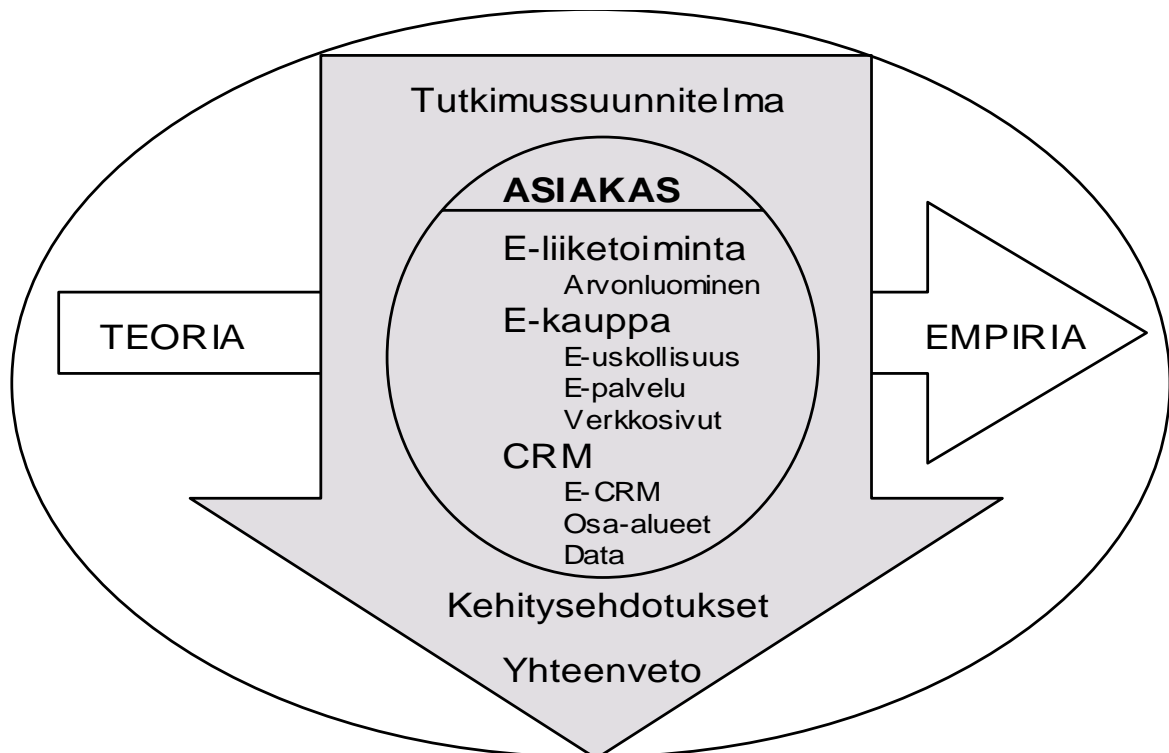 Tutkimussuunnitelma
ASIAKAS
E-liiketoiminta
Arvonluominen
E-kauppa
TEORIA
EMPIRIA
E-uskollisuus
E-palvelu
Verkkosivut
CRM
E-CRM
Osa-alueet
Data
Kehitysehdotukset
Yhteenveto